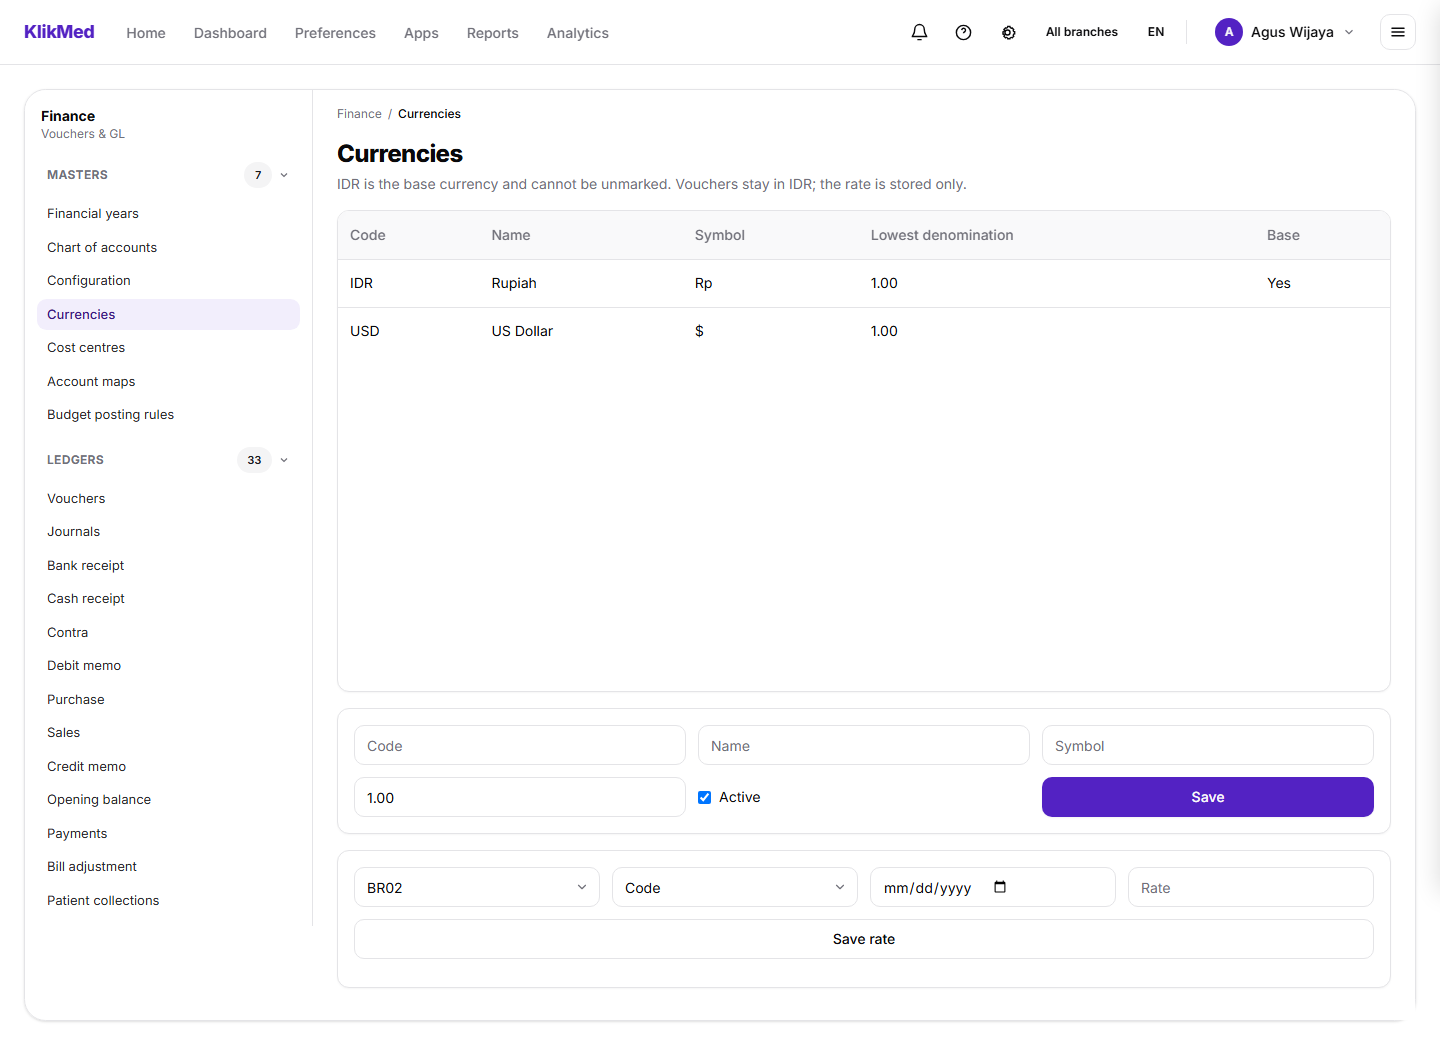 KlikMed Home Dashboard Preferences Apps Reports Analytics All branches EN A Agus Wijaya
Finance
Vouchers & GL
MASTERS 7
Financial years
Chart of accounts
Configuration
Currencies
Cost centres
Account maps
Budget posting rules
LEDGERS 33
Vouchers
Journals
Bank receipt
Cash receipt
Contra
Debit memo
Purchase
Sales
Credit memo
Opening balance
Payments
Bill adjustment
Patient collections
Finance / Currencies
Currencies
IDR is the base currency and cannot be unmarked. Vouchers stay in IDR; the rate is stored only.
Code Name Symbol Lowest denomination Base
IDR Rupiah Rp 1.00 Yes
USD US Dollar $ 1.00
Code Name Symbol
1.00 Active Save
BR02 Code mm/dd/yyyy Rate
Save rate